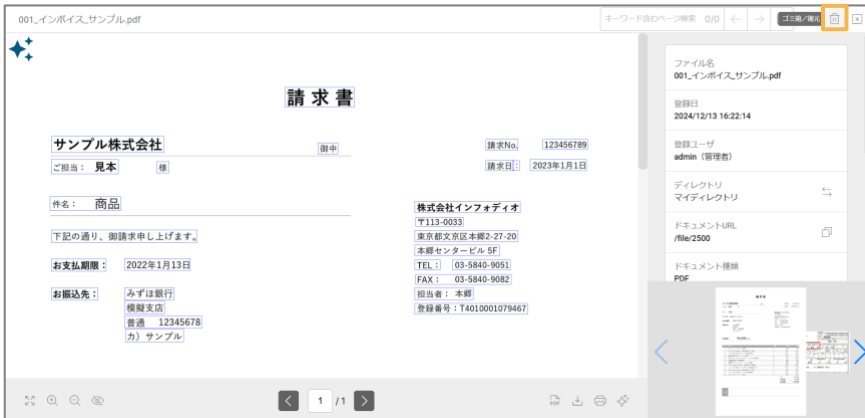 001_インボイス_サンプル.pdf
キーワード含むページ検索 0/0
ゴミ箱/復元
請求書
サンプル株式会社 御中
ご担当： 見本 様
請求No. 123456789
請求日： 2023年1月1日
件名： 商品
下記の通り、御請求申し上げます。
お支払期限： 2022年1月13日
お振込先： みずほ銀行
模擬支店
普通 12345678
カ）サンプル
株式会社インフォディオ
〒113-0033
東京都文京区本郷2-27-20
本郷センタービル 5F
TEL： 03-5840-9051
FAX： 03-5840-9082
担当者： 本郷
登録番号：T4010001079467
ファイル名
001_インボイス_サンプル.pdf
登録日
2024/12/13 16:22:14
登録ユーザ
admin（管理者）
ディレクトリ
マイディレクトリ
ドキュメントURL
/file/2500
ドキュメント種類
PDF
1 /1
PDF